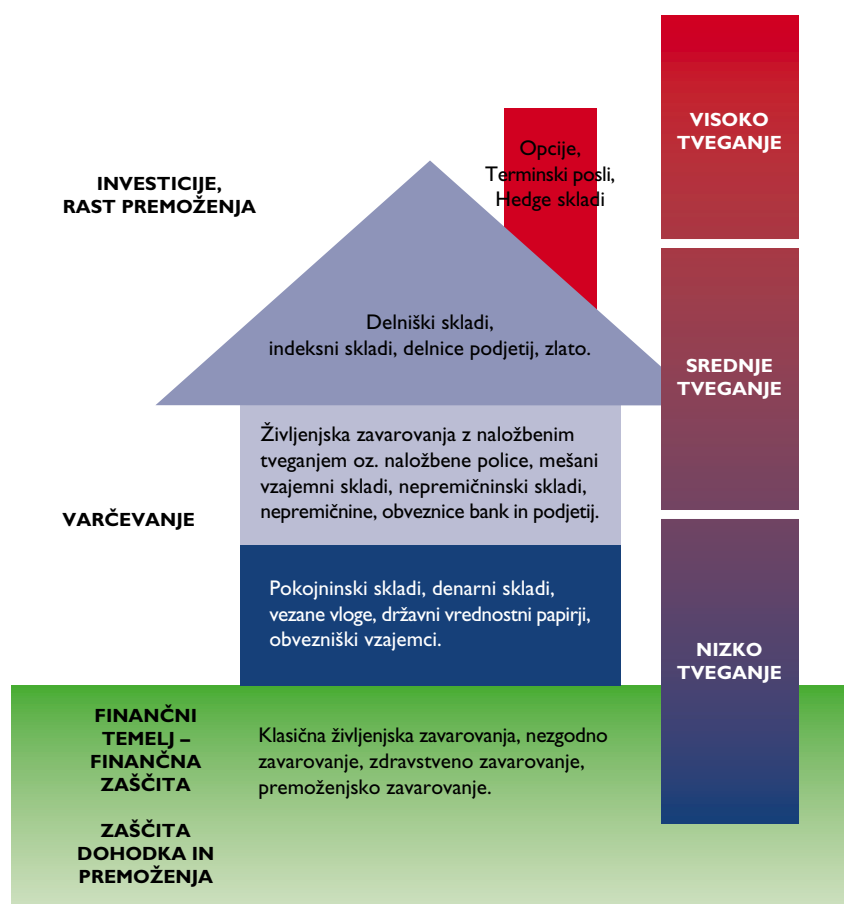 VISOKO
TVEGANJE
Opcije,
Terminski posli,
Hedge skladi
INVESTICIJE,
RAST PREMOŽENJA
Delniški skladi,
indeksni skladi, delnice podjetij, zlato.
SREDNJE
TVEGANJE
Življenjska zavarovanja z naložbenim
tveganjem oz. naložbene police, mešani
vzajemni skladi, nepremičninski skladi,
nepremičnine, obveznice bank in podjetij.
VARČEVANJE
Pokojninski skladi, denarni skladi,
vezane vloge, državni vrednostni papirji,
obvezniški vzajemci.
NIZKO
TVEGANJE
FINANČNI
TEMELJ –
FINANČNA
ZAŠČITA
Klasična življenjska zavarovanja, nezgodno
zavarovanje, zdravstveno zavarovanje,
premoženjsko zavarovanje.
ZAŠČITA
DOHODKA IN
PREMOŽENJA